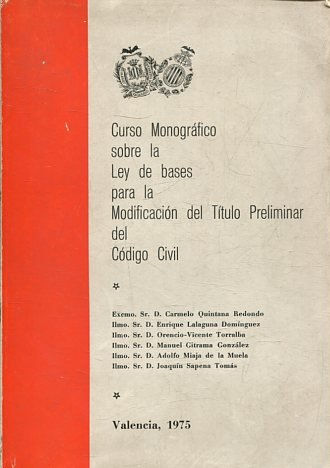 Curso Monográfico
sobre la
Ley de bases
para la
Modificación del Título Preliminar
del
Código Civil
Excmo. Sr. D. Carmelo Quintana Redondo
Ilmo. Sr. D. Enrique Lalaguna Domínguez
Ilmo. Sr. D. Orencio-Vicente Torralba
Ilmo. Sr. D. Manuel Gitrama González
Ilmo. Sr. D. Adolfo Miaja de la Muela
Ilmo. Sr. D. Joaquín Sapena Tomás
Valencia, 1975